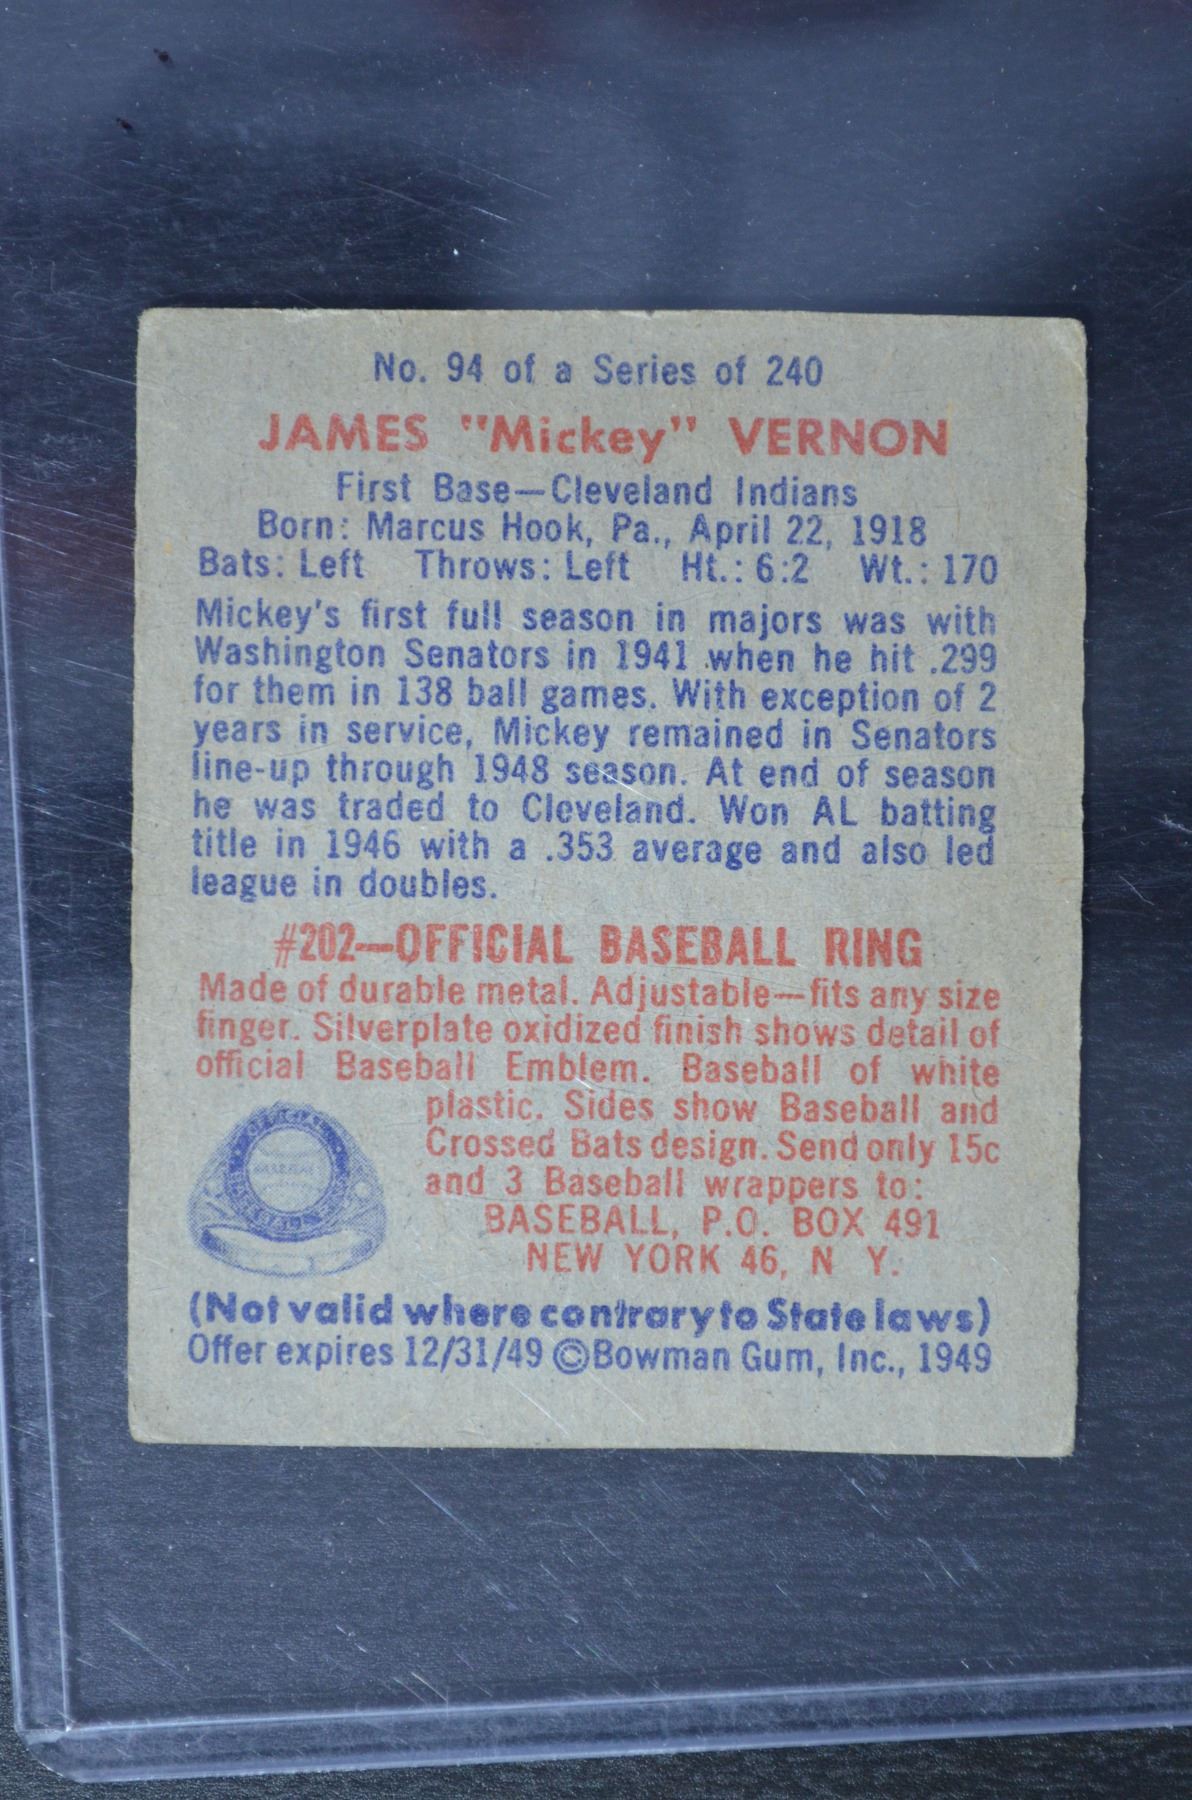 No. 94 of a Series of 240
JAMES "Mickey" VERNON
First Base—Cleveland Indians
Born: Marcus Hook, Pa., April 22, 1918
Bats: Left Throws: Left Ht.: 6:2 Wt.: 170
Mickey's first full season in majors was with
Washington Senators in 1941 when he hit .299
for them in 138 ball games. With exception of 2
years in service, Mickey remained in Senators
line-up through 1948 season. At end of season
he was traded to Cleveland. Won AL batting
title in 1946 with a .353 average and also led
league in doubles.
#202—OFFICIAL BASEBALL RING
Made of durable metal. Adjustable—fits any size
finger. Silverplate oxidized finish shows detail of
official Baseball Emblem. Baseball of white
plastic. Sides show Baseball and
Crossed Bats design. Send only 15c
and 3 Baseball wrappers to:
BASEBALL, P.O. BOX 491
NEW YORK 46, N Y.
(Not valid where contrary to State laws)
Offer expires 12/31/49 ©Bowman Gum, Inc., 1949